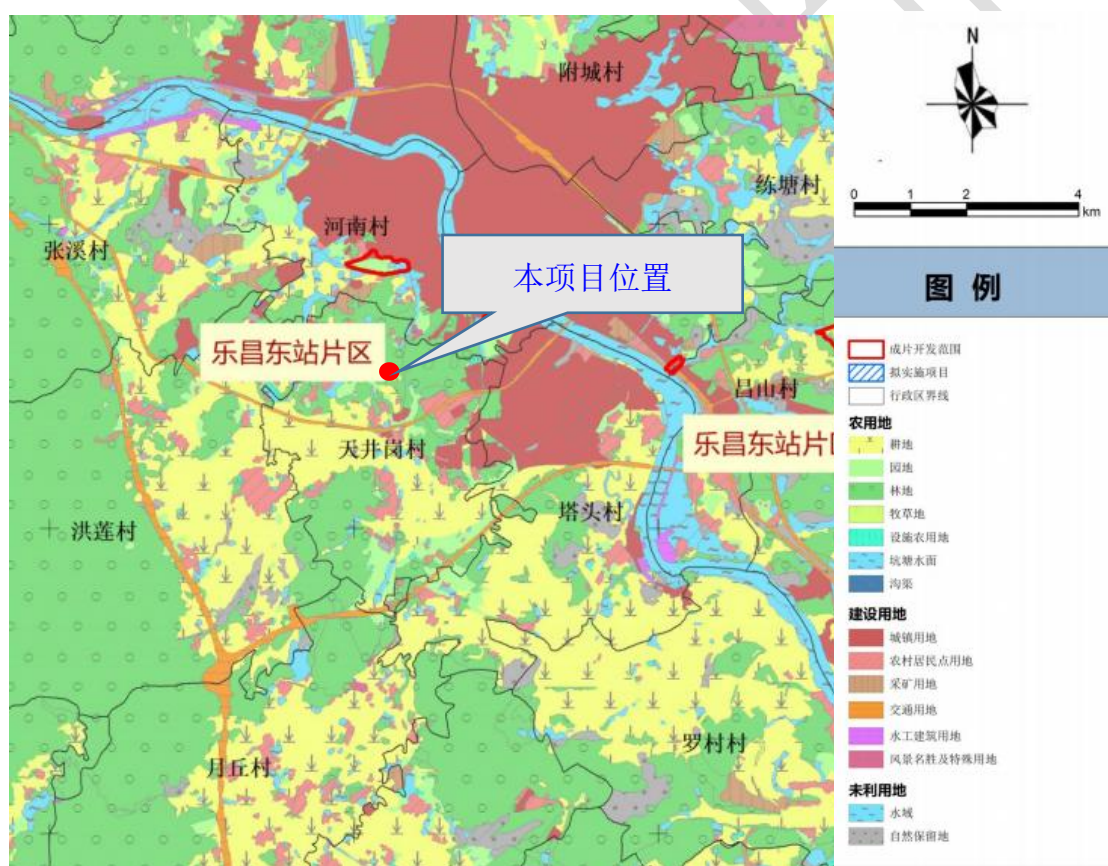 附城村
练塘村
河南村
张溪村
本项目位置
乐昌东站片区
昌山村
天井岗村
乐昌东站片
塔头村
洪莲村
罗村村
月丘村
N
0 1 2 4
km
图例
成片开发范围
拟实施项目
行政区界线
农用地
耕地
园地
林地
牧草地
设施农用地
坑塘水面
沟渠
建设用地
城镇用地
农村居民点用地
采矿用地
交通用地
水工建筑用地
风景名胜及特殊用地
未利用地
水域
自然保留地